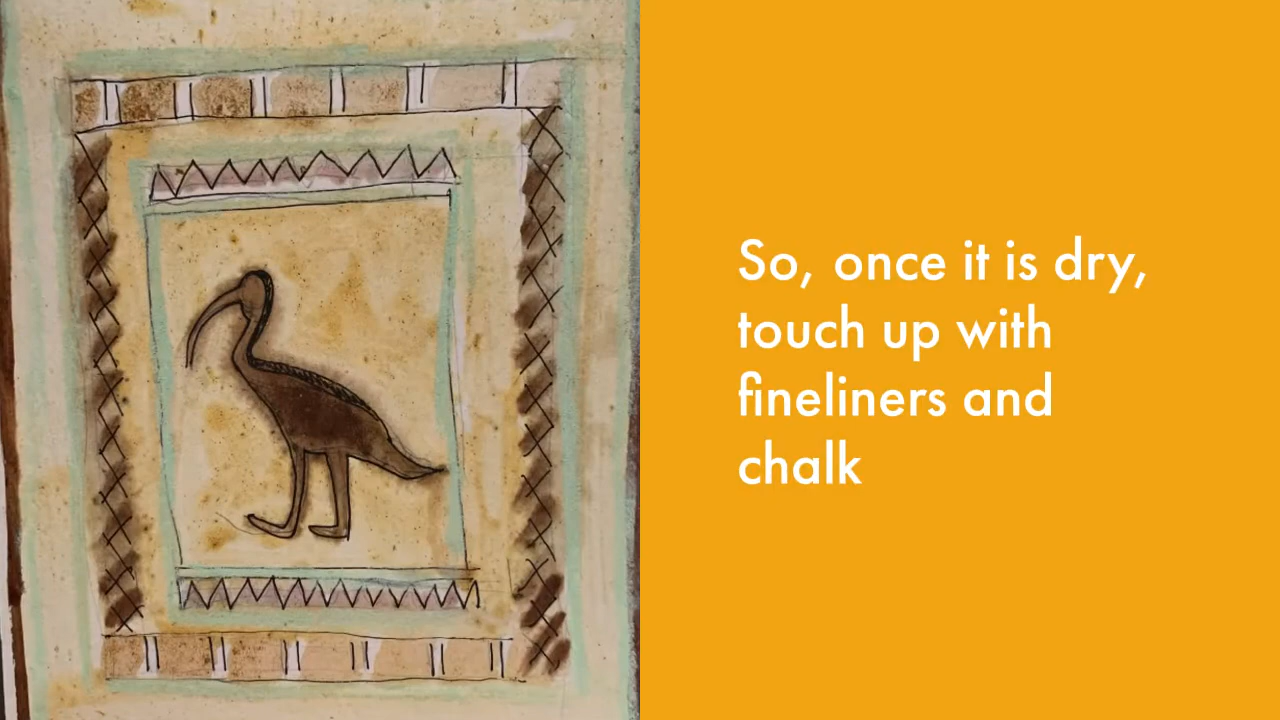 So, once it is dry,
touch up with
fineliners and
chalk